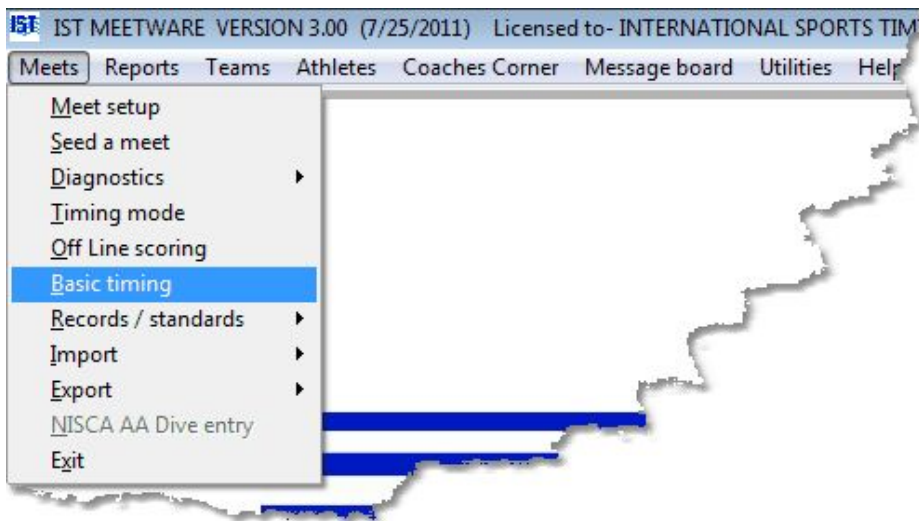 IST IST MEETWARE VERSION 3.00 (7/25/2011) Licensed to- INTERNATIONAL SPORTS TIM
Meets Reports Teams Athletes Coaches Corner Message board Utilities Help
Meet setup
Seed a meet
Diagnostics
Timing mode
Off Line scoring
Basic timing
Records / standards
Import
Export
NISCA AA Dive entry
Exit